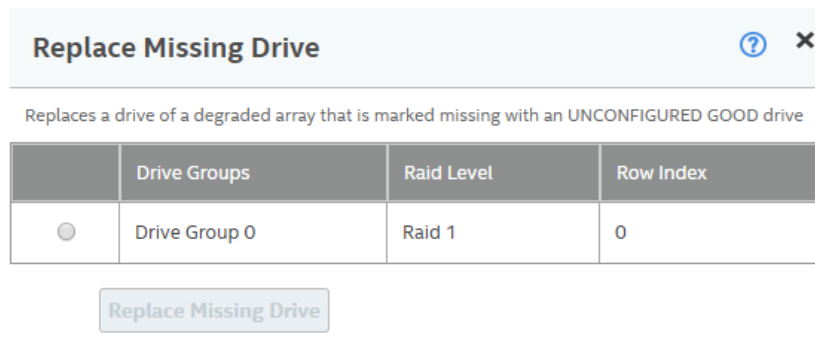 Replace Missing Drive
Replaces a drive of a degraded array that is marked missing with an UNCONFIGURED GOOD drive
Drive Groups Raid Level Row Index
Drive Group 0 Raid 1 0
Replace Missing Drive